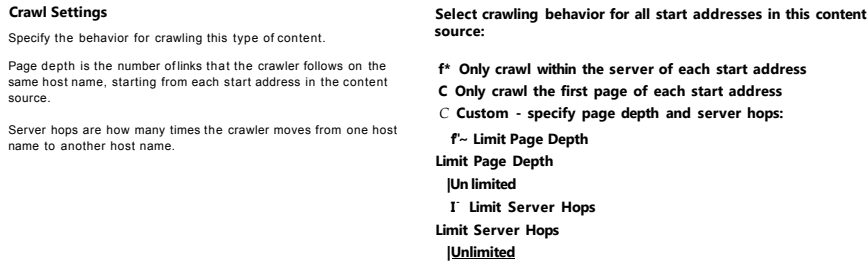 Crawl Settings
Specify the behavior for crawling this type of content.
Page depth is the number of links that the crawler follows on the
same host name, starting from each start address in the content
source.
Server hops are how many times the crawler moves from one host
name to another host name.
Select crawling behavior for all start addresses in this content
source:
f* Only crawl within the server of each start address
C Only crawl the first page of each start address
C Custom - specify page depth and server hops:
f'~ Limit Page Depth
Limit Page Depth
|Un limited
I¯ Limit Server Hops
Limit Server Hops
|Unlimited